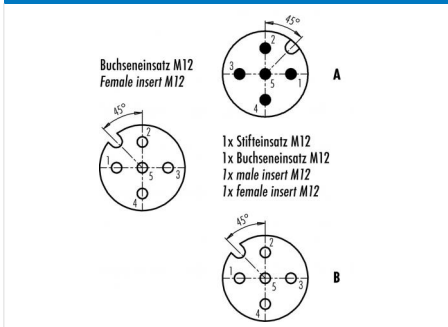 Buchseneinsatz M12
Female insert M12
45°
1
2
3
4
5
45°
1
2
3
4
5
A
1x Stifteinsatz M12
1x Buchseneinsatz M12
1x male insert M12
1x female insert M12
45°
1
2
3
4
5
B